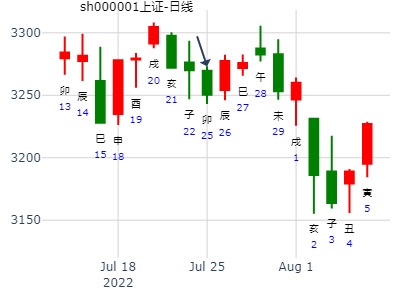 sh000001上证-日线
3300
3250
3200
3150
卯
13
辰
14
巳
15
申
18
酉
19
戌
20
亥
21
子
22
卯
25
辰
26
巳
27
午
28
未
29
戌
1
亥
2
子
3
丑
4
寅
5
Jul 18
2022
Jul 25
Aug 1